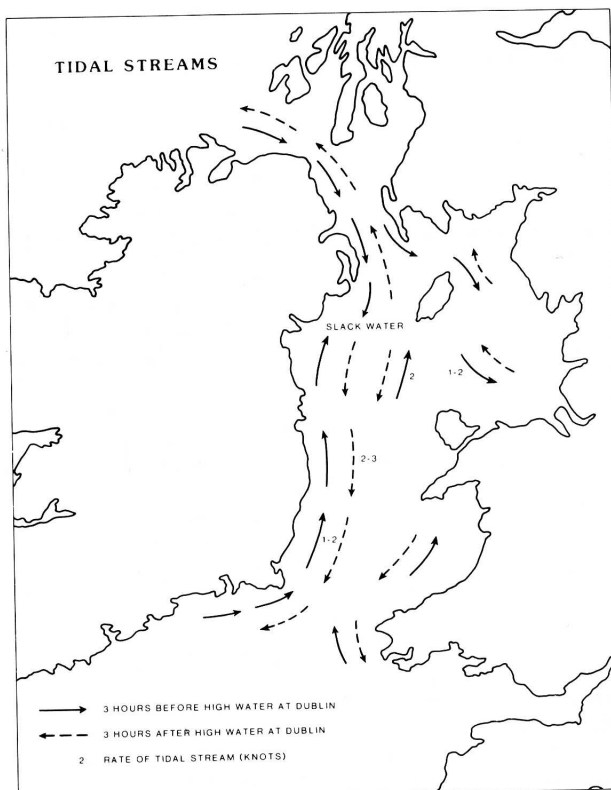 TIDAL STREAMS
SLACK WATER
2
1-2
2-3
1-2
3 HOURS BEFORE HIGH WATER AT DUBLIN
3 HOURS AFTER HIGH WATER AT DUBLIN
2 RATE OF TIDAL STREAM (KNOTS)